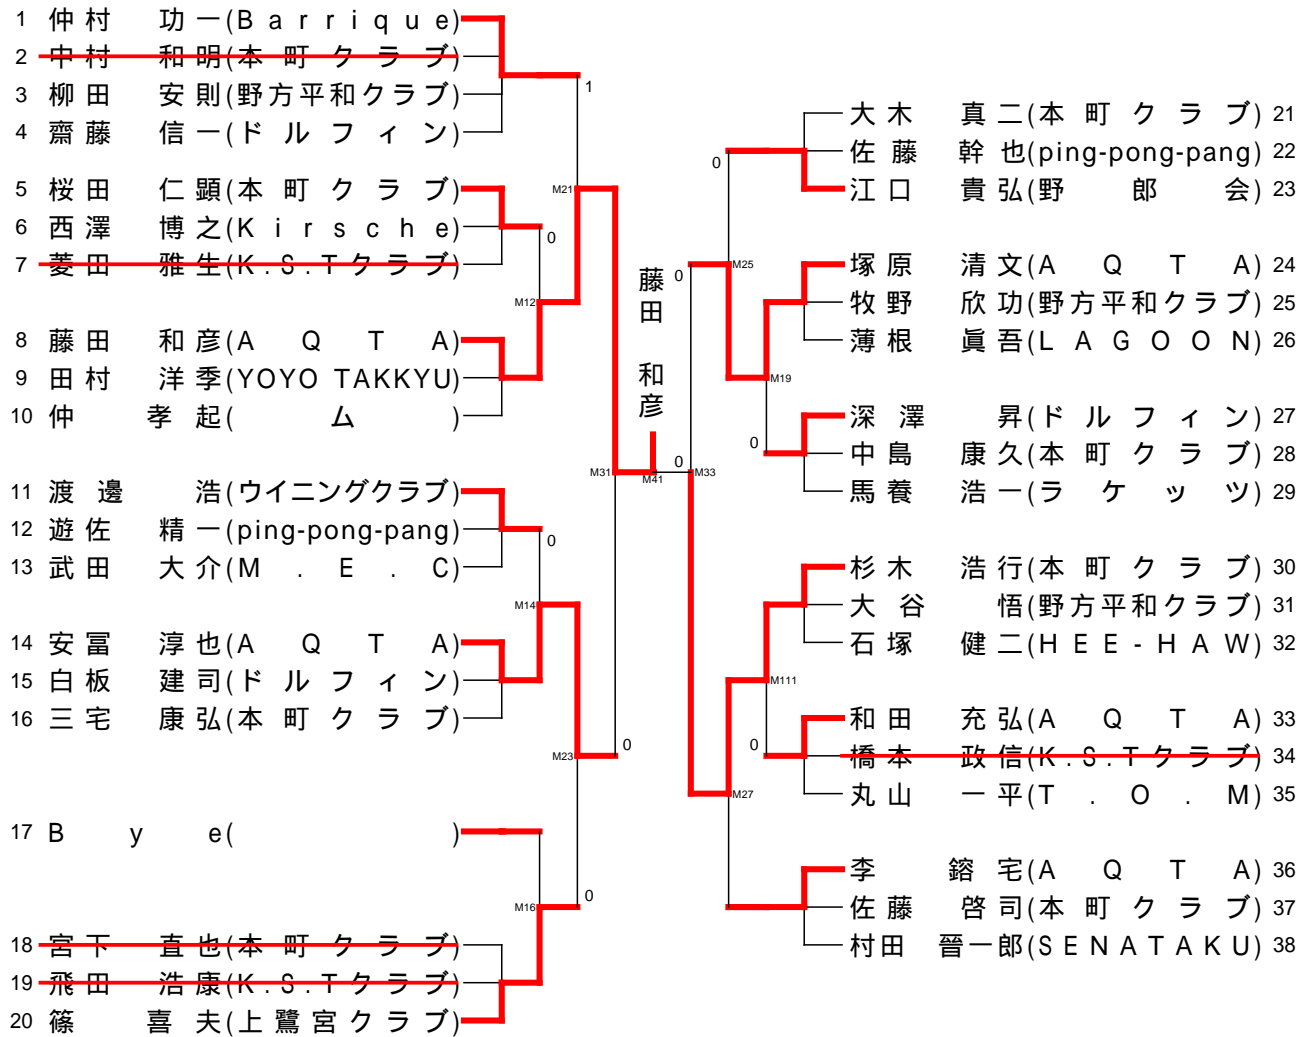 1 仲村 功一(Barrique)
2 中村 和明(本町クラブ)
3 柳田 安則(野方平和クラブ)
4 齋藤 信一(ドルフィン)
5 桜田 仁顕(本町クラブ)
6 西澤 博之(Kirsche)
7 菱田 雅生(K.S.Tクラブ)
8 藤田 和彦(AQTA)
9 田村 洋季(YOYO TAKKYU)
10 仲 孝起(ム)
11 渡邊 浩(ウイニングクラブ)
12 遊佐 精一(ping-pong-pang)
13 武田 大介(M.E.C)
14 安冨 淳也(AQTA)
15 白板 建司(ドルフィン)
16 三宅 康弘(本町クラブ)
17 Bye( )
18 宮下 直也(本町クラブ)
19 飛田 浩康(K.S.Tクラブ)
20 篠 喜夫(上鷺宮クラブ)
1
M21
0
M12
0
M14
M23
0
M16
0
M31
藤田 和彦
M41
0
M33
0
M25
0
M19
0
M111
0
M27
大木 真二(本町クラブ) 21
佐藤 幹也(ping-pong-pang) 22
江口 貴弘(野郎会) 23
塚原 清文(AQTA) 24
牧野 欣功(野方平和クラブ) 25
薄根 眞吾(LAGOON) 26
深澤 昇(ドルフィン) 27
中島 康久(本町クラブ) 28
馬養 浩一(ラケッツ) 29
杉木 浩行(本町クラブ) 30
大谷 悟(野方平和クラブ) 31
石塚 健二(HEE-HAW) 32
和田 充弘(AQTA) 33
橋本 政信(K.S.Tクラブ) 34
丸山 一平(T.O.M) 35
李 鎔宅(AQTA) 36
佐藤 啓司(本町クラブ) 37
村田 晉一郎(SENATAKU) 38